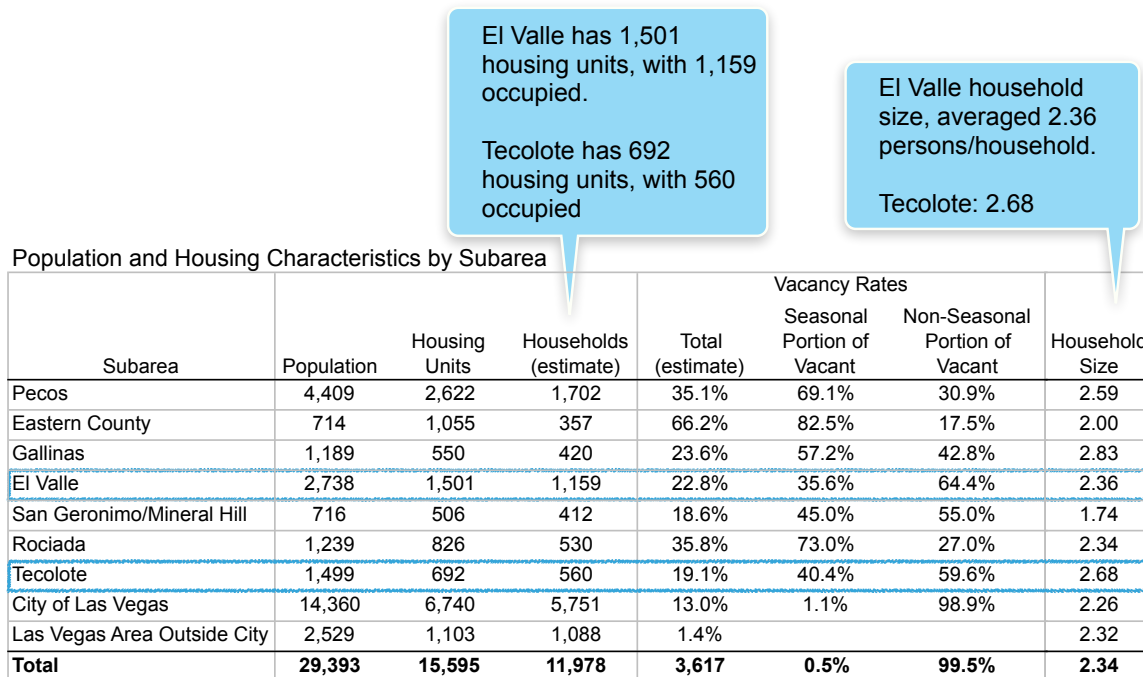 El Valle has 1,501
housing units, with 1,159
occupied.
Tecolote has 692
housing units, with 560
occupied
El Valle household
size, averaged 2.36
persons/household.
Tecolote: 2.68
Population and Housing Characteristics by Subarea
Vacancy Rates
Subarea Population Housing Units Households (estimate) Total (estimate) Seasonal Portion of Vacant Non-Seasonal Portion of Vacant Household Size
Pecos 4,409 2,622 1,702 35.1% 69.1% 30.9% 2.59
Eastern County 714 1,055 357 66.2% 82.5% 17.5% 2.00
Gallinas 1,189 550 420 23.6% 57.2% 42.8% 2.83
El Valle 2,738 1,501 1,159 22.8% 35.6% 64.4% 2.36
San Geronimo/Mineral Hill 716 506 412 18.6% 45.0% 55.0% 1.74
Rociada 1,239 826 530 35.8% 73.0% 27.0% 2.34
Tecolote 1,499 692 560 19.1% 40.4% 59.6% 2.68
City of Las Vegas 14,360 6,740 5,751 13.0% 1.1% 98.9% 2.26
Las Vegas Area Outside City 2,529 1,103 1,088 1.4% 2.32
Total 29,393 15,595 11,978 3,617 0.5% 99.5% 2.34